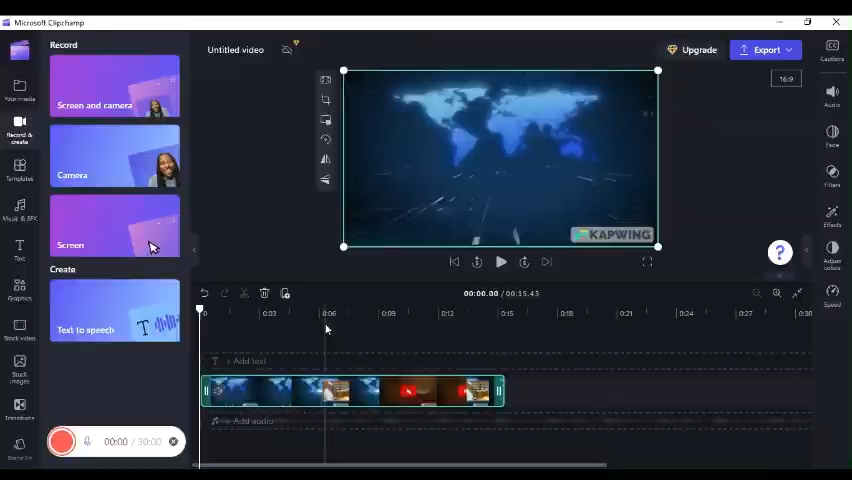 Microsoft Clipchamp
Your media
Record & create
Templates
Music & SFX
Text
Graphics
Stock video
Stock images
Transitions
Brand kit
Record
Screen and camera
Camera
Screen
Create
Text to speech
T
00:00 / 30:00
Untitled video
Upgrade
Export
16:9
KAPWING
?
00:00.00 / 00:15.43
0 0:03 0:06 0:09 0:12 0:15 0:18 0:21 0:24 0:27 0:30
T + Add text
+ Add audio
CC
Captions
Audio
Fade
Filters
Effects
Adjust colors
Speed